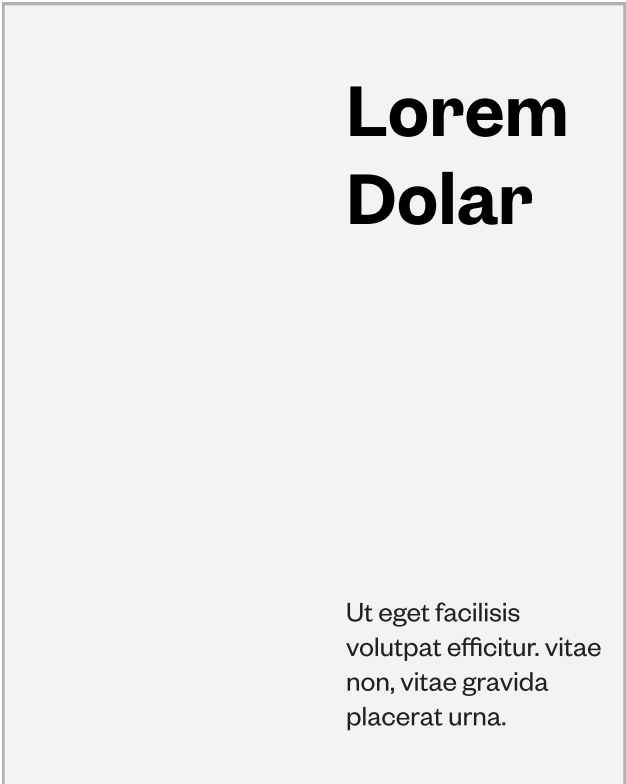 Lorem
Dolar
Ut eget facilisis
volutpat efficitur. vitae
non, vitae gravida
placerat urna.